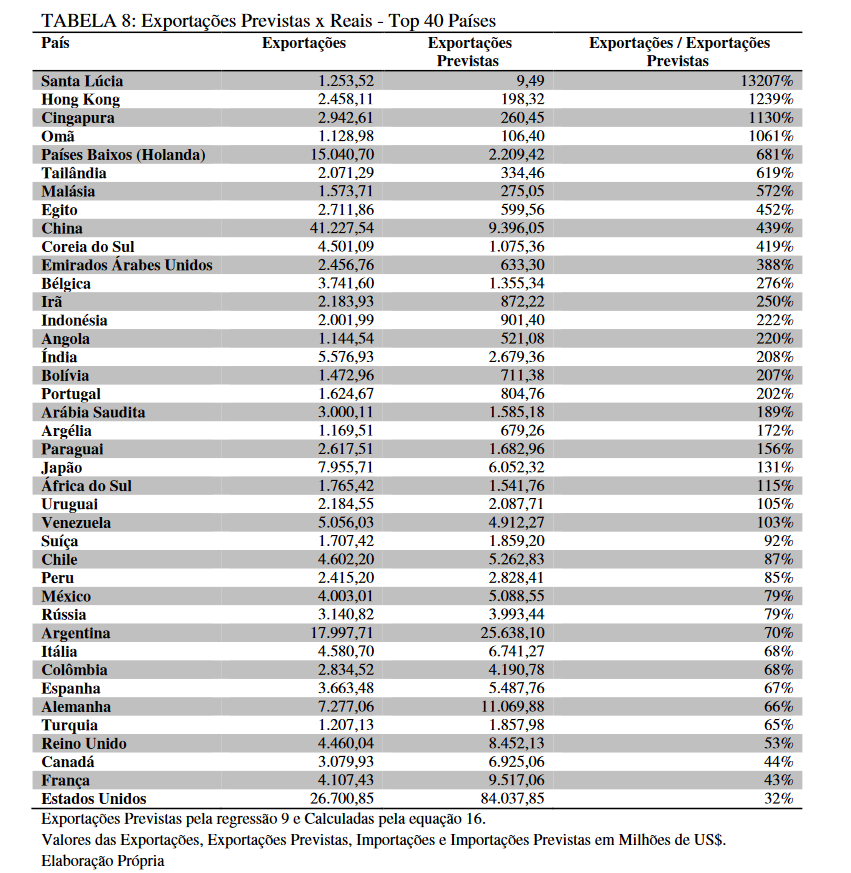 TABELA 8: Exportações Previstas x Reais - Top 40 Países
País Exportações Exportações Previstas Exportações / Exportações Previstas
Santa Lúcia 1.253,52 9,49 13207%
Hong Kong 2.458,11 198,32 1239%
Cingapura 2.942,61 260,45 1130%
Omã 1.128,98 106,40 1061%
Países Baixos (Holanda) 15.040,70 2.209,42 681%
Tailândia 2.071,29 334,46 619%
Malásia 1.573,71 275,05 572%
Egito 2.711,86 599,56 452%
China 41.227,54 9.396,05 439%
Coreia do Sul 4.501,09 1.075,36 419%
Emirados Árabes Unidos 2.456,76 633,30 388%
Bélgica 3.741,60 1.355,34 276%
Irã 2.183,93 872,22 250%
Indonésia 2.001,99 901,40 222%
Angola 1.144,54 521,08 220%
Índia 5.576,93 2.679,36 208%
Bolívia 1.472,96 711,38 207%
Portugal 1.624,67 804,76 202%
Arábia Saudita 3.000,11 1.585,18 189%
Argélia 1.169,51 679,26 172%
Paraguai 2.617,51 1.682,96 156%
Japão 7.955,71 6.052,32 131%
África do Sul 1.765,42 1.541,76 115%
Uruguai 2.184,55 2.087,71 105%
Venezuela 5.056,03 4.912,27 103%
Suíça 1.707,42 1.859,20 92%
Chile 4.602,20 5.262,83 87%
Peru 2.415,20 2.828,41 85%
México 4.003,01 5.088,55 79%
Rússia 3.140,82 3.993,44 79%
Argentina 17.997,71 25.638,10 70%
Itália 4.580,70 6.741,27 68%
Colômbia 2.834,52 4.190,78 68%
Espanha 3.663,48 5.487,76 67%
Alemanha 7.277,06 11.069,88 66%
Turquia 1.207,13 1.857,98 65%
Reino Unido 4.460,04 8.452,13 53%
Canadá 3.079,93 6.925,06 44%
França 4.107,43 9.517,06 43%
Estados Unidos 26.700,85 84.037,85 32%
Exportações Previstas pela regressão 9 e Calculadas pela equação 16.
Valores das Exportações, Exportações Previstas, Importações e Importações Previstas em Milhões de US$.
Elaboração Própria